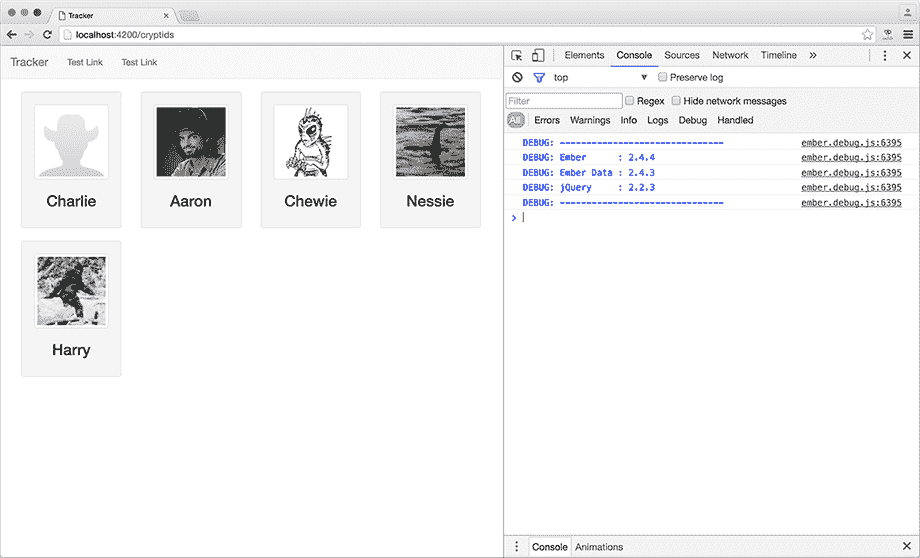 Tracker
localhost:4200/cryptids
Tracker Test Link Test Link
Charlie
Aaron
Chewie
Nessie
Harry
Elements Console Sources Network Timeline »
top ▼ Preserve log
Filter Regex Hide network messages
All Errors Warnings Info Logs Debug Handled
DEBUG: ------------------------------- ember.debug.js:6395
DEBUG: Ember : 2.4.4 ember.debug.js:6395
DEBUG: Ember Data : 2.4.3 ember.debug.js:6395
DEBUG: jQuery : 2.2.3 ember.debug.js:6395
DEBUG: ------------------------------- ember.debug.js:6395
>
Console Animations